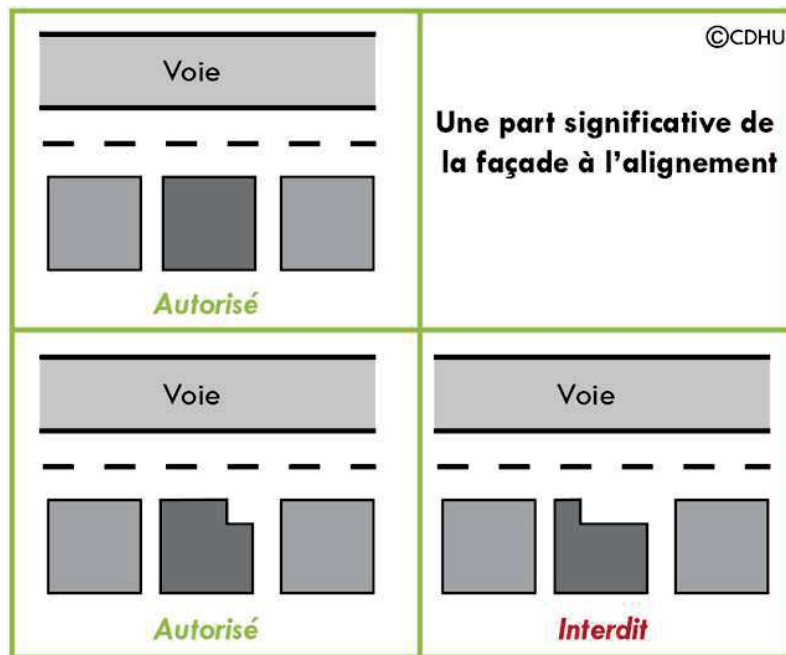 Voie
Autorisé
©CDHU
Une part significative de
la façade à l'alignement
Voie
Autorisé
Voie
Interdit